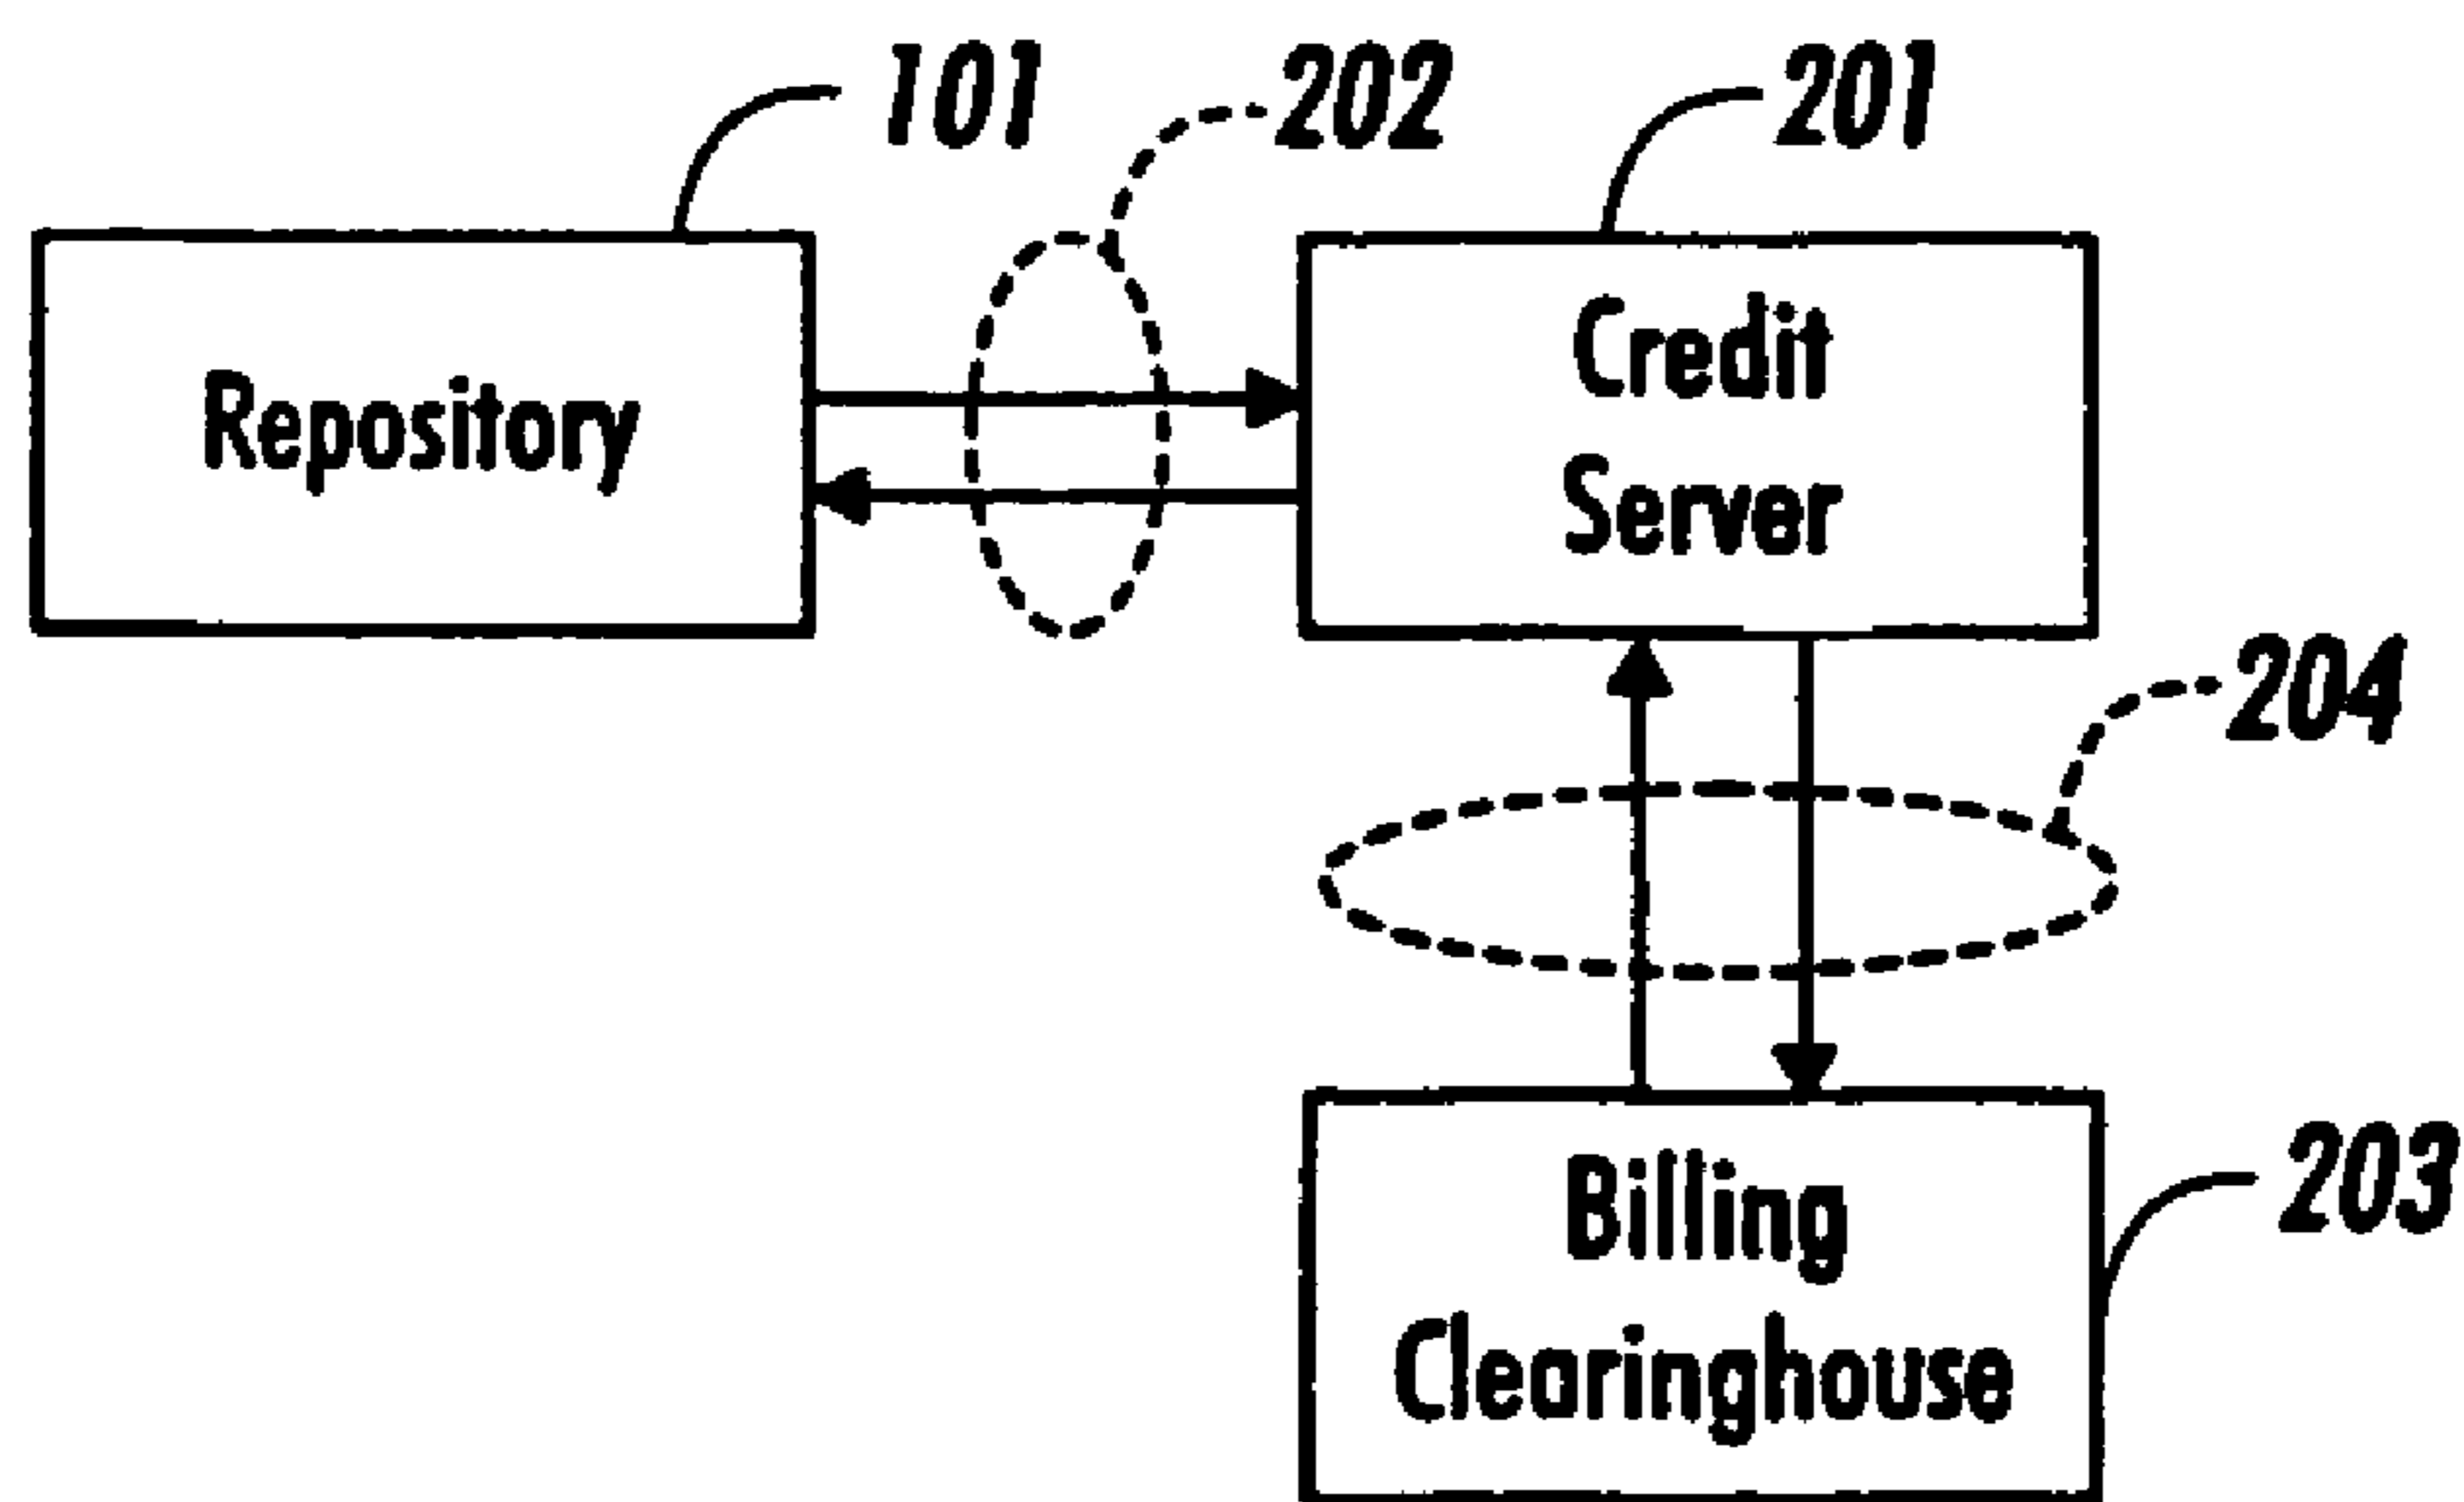 101
202
201
Repository
Credit
Server
204
203
Billing
Clearinghouse